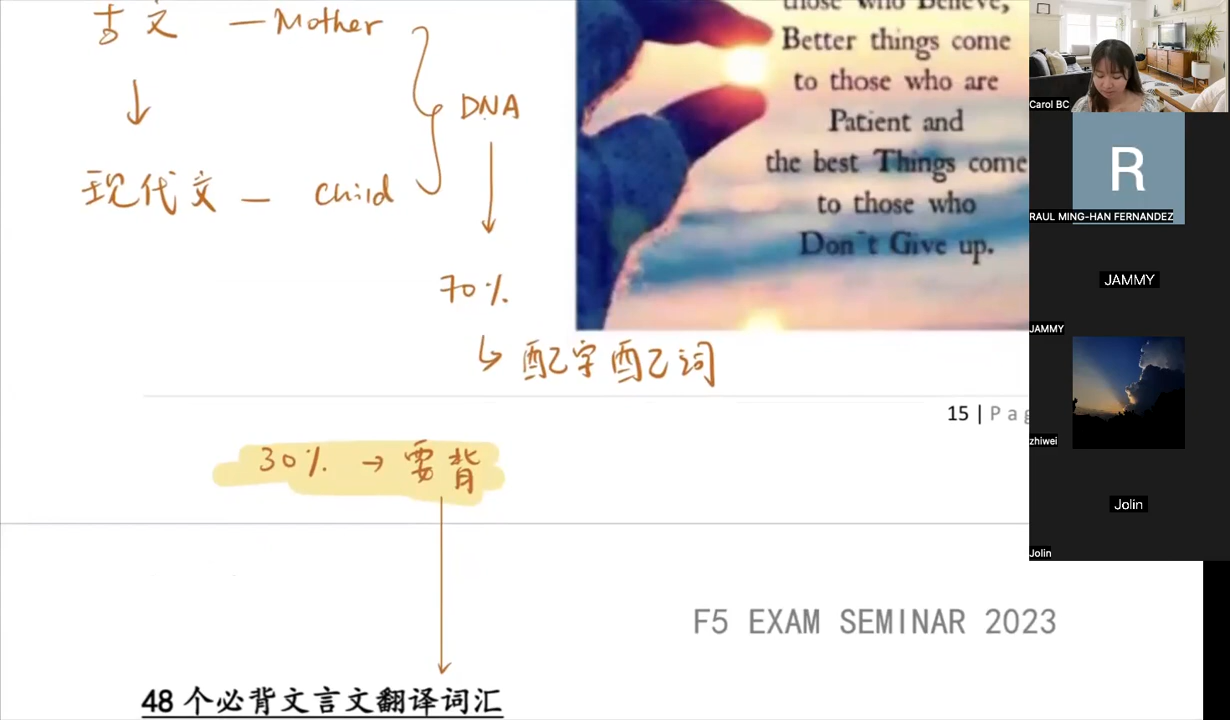 古文 — Mother
↓
DNA
现代文 — Child
↓
70%
↳ 配字配词
those who Believe,
Better things come
to those who are
Patient and
the best Things come
to those who
Don't Give up.
15 | Pag
30% →要背
F5 EXAM SEMINAR 2023
48 个必背文言文翻译词汇
Carol BC
R
RAUL MING-HAN FERNANDEZ
JAMMY
JAMMY
zhiwei
Jolin
Jolin